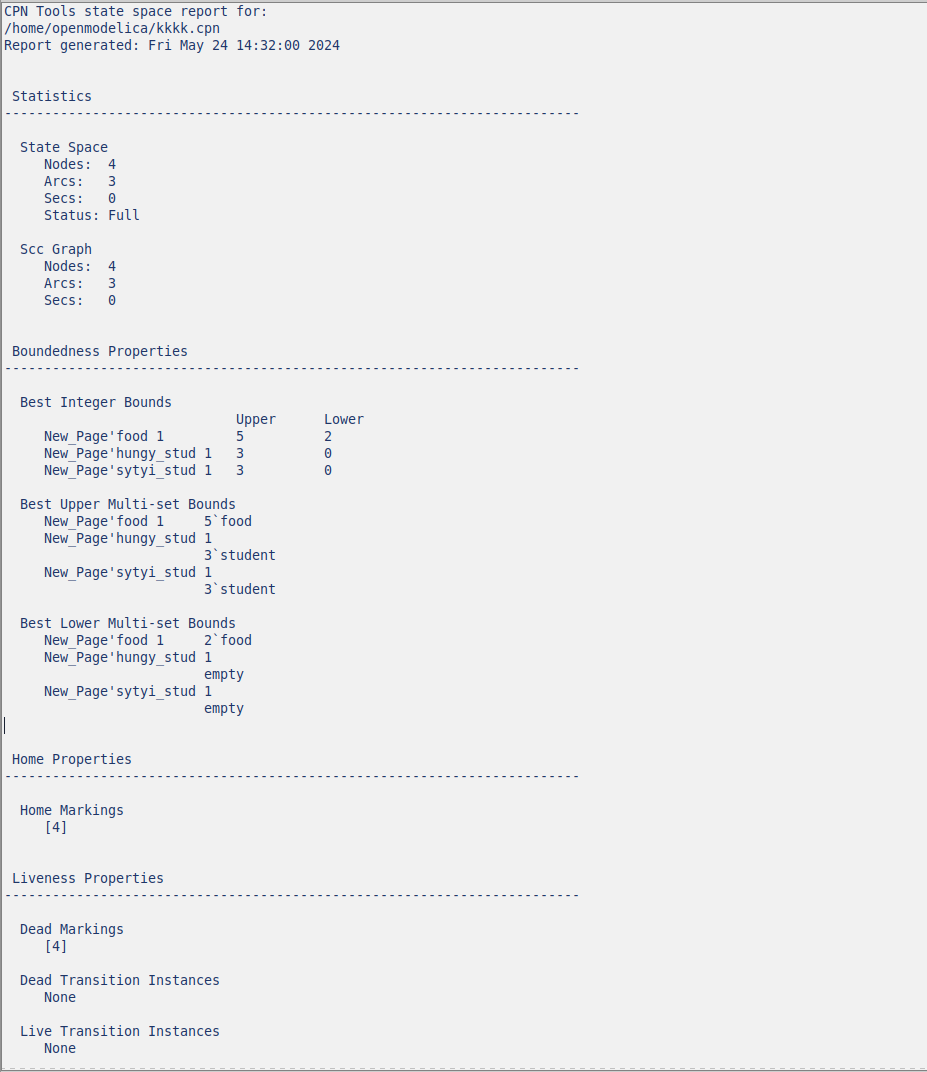 CPN Tools state space report for:
/home/openmodelica/kkkk.cpn
Report generated: Fri May 24 14:32:00 2024
Statistics
------------------------------------------------------------------------
State Space
Nodes:  4
Arcs:   3
Secs:   0
Status: Full
Scc Graph
Nodes:  4
Arcs:   3
Secs:   0
Boundedness Properties
------------------------------------------------------------------------
Best Integer Bounds
Upper      Lower
New_Page'food 1         5          2
New_Page'hungy_stud 1   3          0
New_Page'sytyi_stud 1   3          0
Best Upper Multi-set Bounds
New_Page'food 1     5`food
New_Page'hungy_stud 1
3`student
New_Page'sytyi_stud 1
3`student
Best Lower Multi-set Bounds
New_Page'food 1     2`food
New_Page'hungy_stud 1
empty
New_Page'sytyi_stud 1
empty
Home Properties
------------------------------------------------------------------------
Home Markings
[4]
Liveness Properties
------------------------------------------------------------------------
Dead Markings
[4]
Dead Transition Instances
None
Live Transition Instances
None